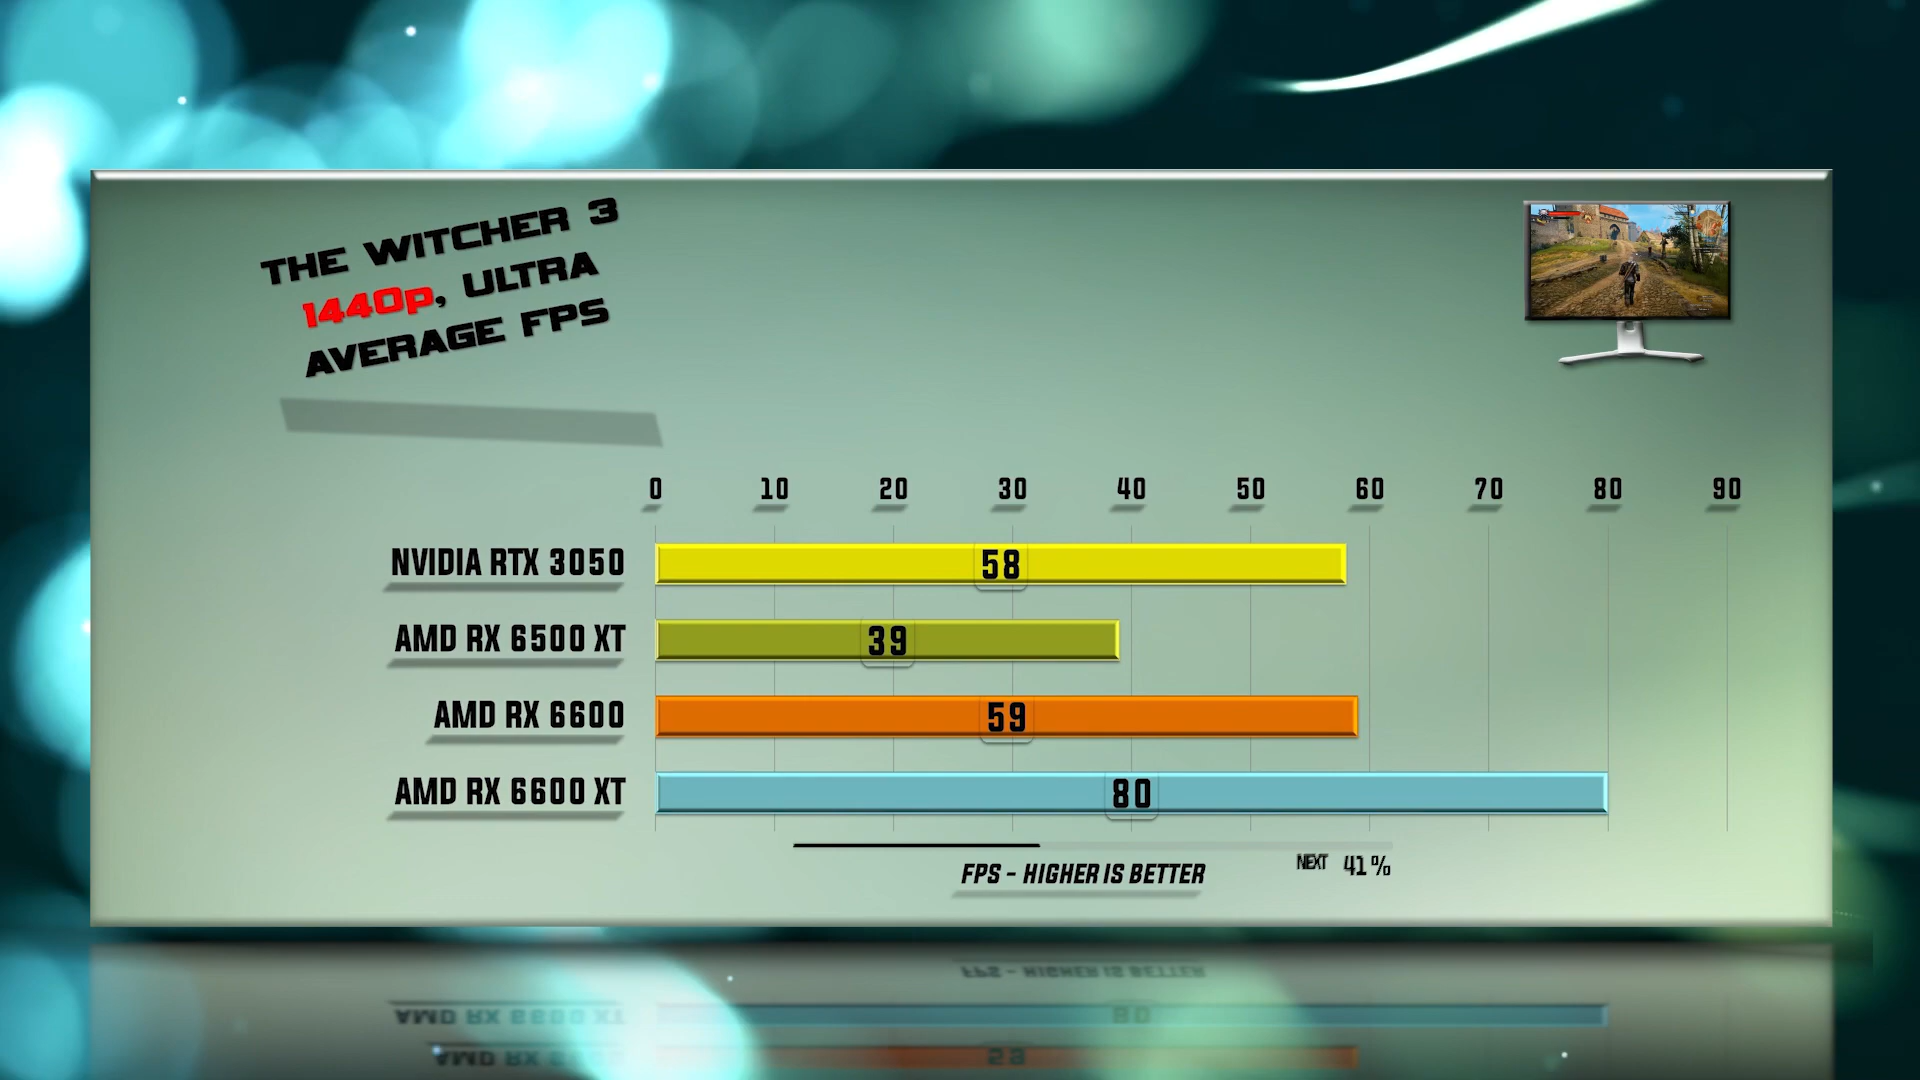 THE WITCHER 3
1440p, ULTRA
AVERAGE FPS
0 10 20 30 40 50 60 70 80 90
NVIDIA RTX 3050 58
AMD RX 6500 XT 39
AMD RX 6600 59
AMD RX 6600 XT 80
FPS - HIGHER IS BETTER
NEXT 41%